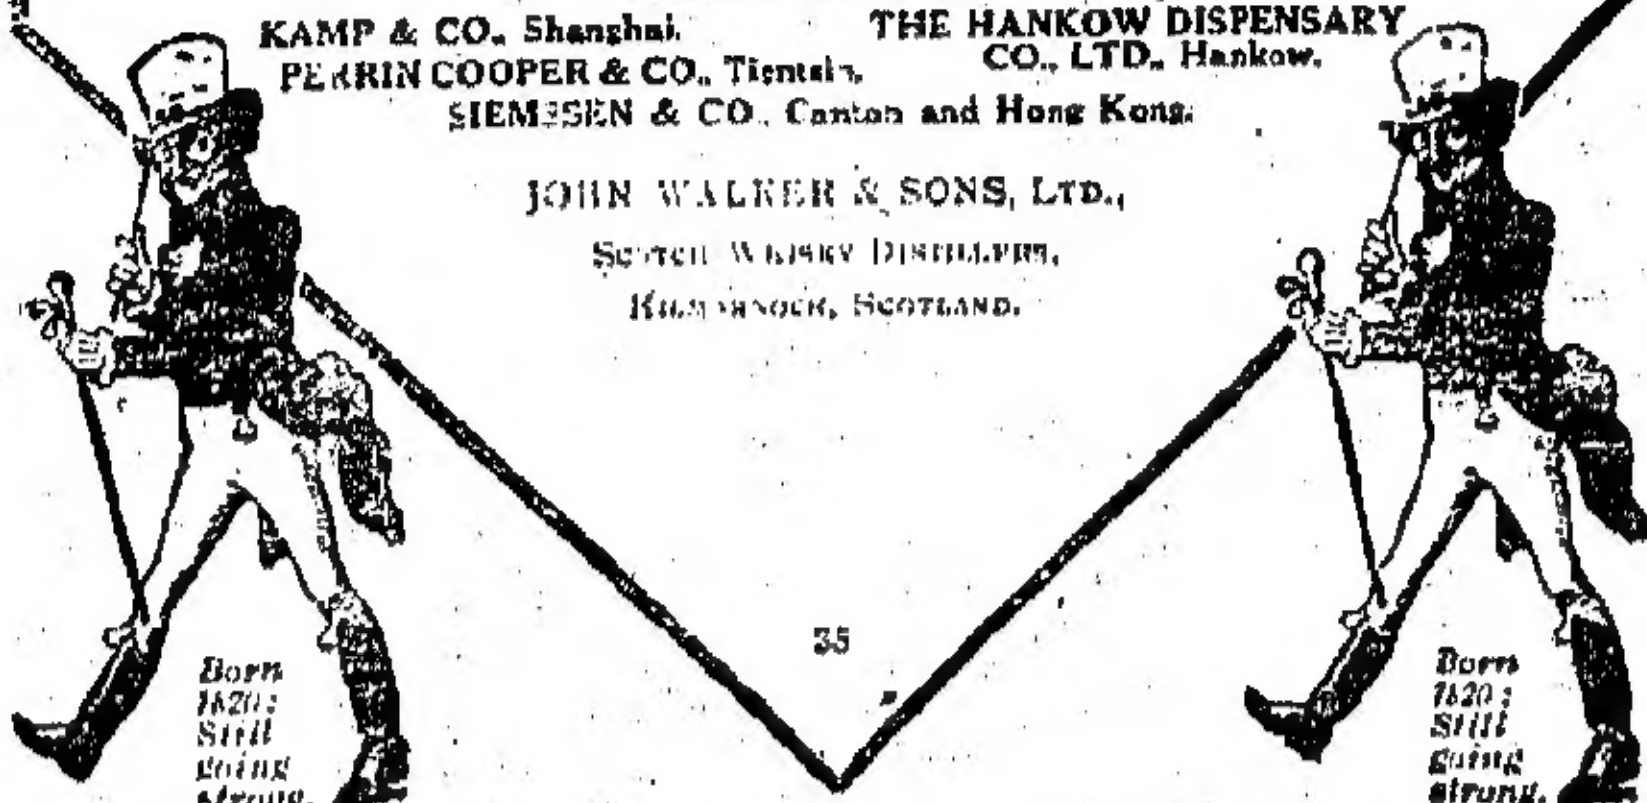 KAMP & CO., Shanghai.
PERRIN COOPER & CO., Tientsin.
THE HANKOW DISPENSARY
CO., LTD., Hankow.
SIEMSSEN & CO., Canton and Hong Kong.
JOHN WALKER & SONS, LTD.,
SCOTCH WHISKY DISTILLERS,
KILMARNOCK, SCOTLAND.
35
Born
1820:
Still
going
strong.
Born
1820:
Still
going
strong.